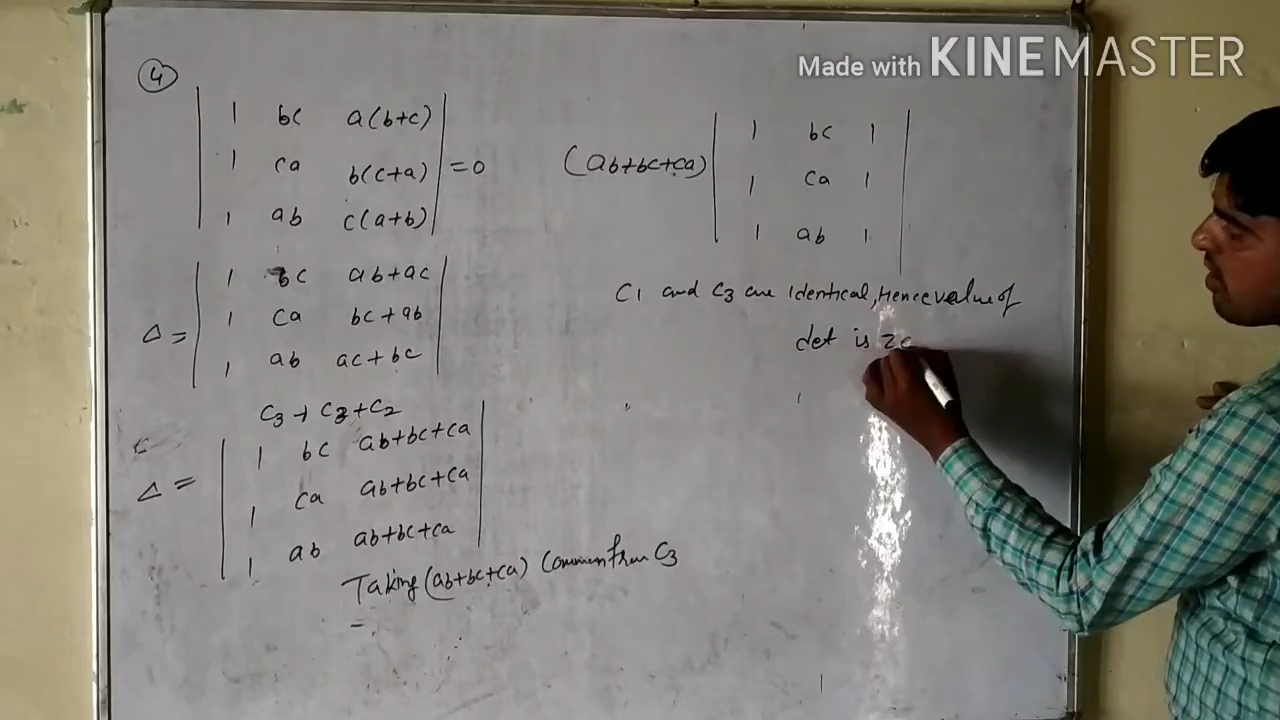 Made with KINEMASTER
4
1 bc a(b+c)
1 ca b(c+a) =0
1 ab c(a+b)
Δ= 1 bc ab+ac
1 ca bc+ab
1 ab ac+bc
C3→C3+C2
Δ= 1 bc ab+bc+ca
1 ca ab+bc+ca
1 ab ab+bc+ca
Taking (ab+bc+ca) common from C3
=
(ab+bc+ca) 1 bc 1
1 ca 1
1 ab 1
C1 and C3 are identical, Hence value of
det is